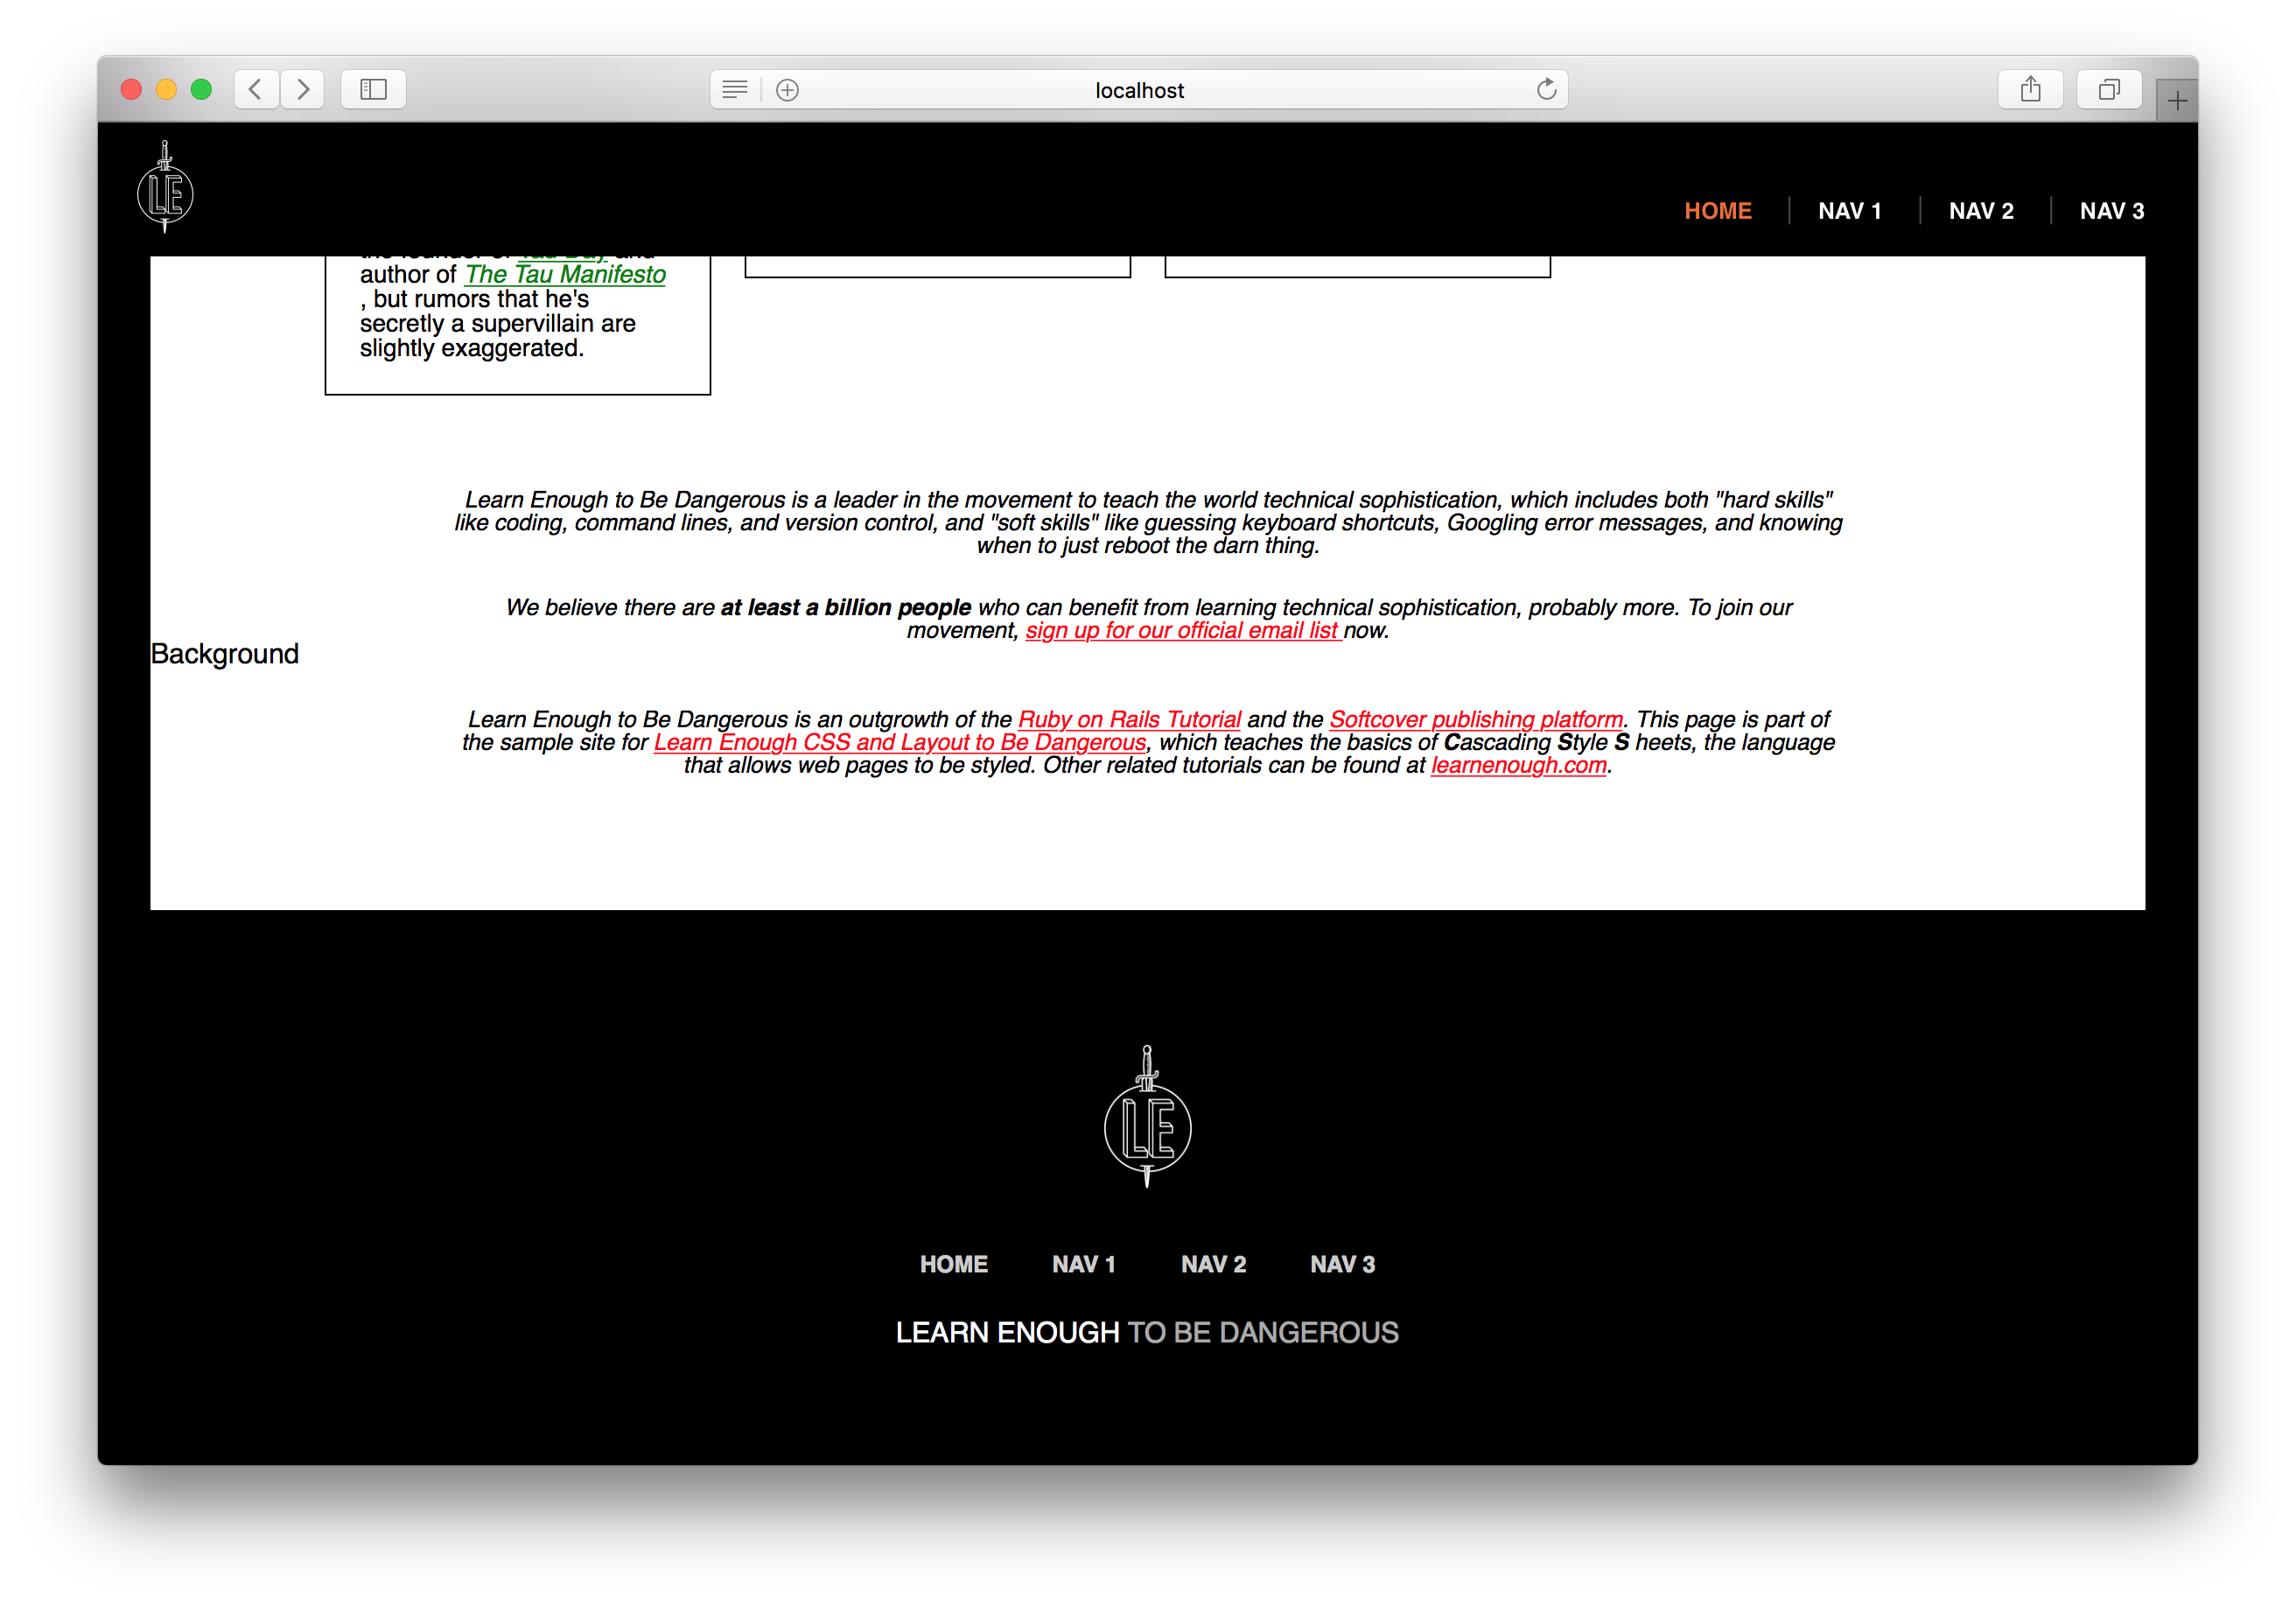 localhost
LE
HOME
NAV 1
NAV 2
NAV 3
the founder of Tau Day and
author of The Tau Manifesto
, but rumors that he's
secretly a supervillain are
slightly exaggerated.
Learn Enough to Be Dangerous is a leader in the movement to teach the world technical sophistication, which includes both "hard skills"
like coding, command lines, and version control, and "soft skills" like guessing keyboard shortcuts, Googling error messages, and knowing
when to just reboot the darn thing.
We believe there are at least a billion people who can benefit from learning technical sophistication, probably more. To join our
movement, sign up for our official email list now.
Background
Learn Enough to Be Dangerous is an outgrowth of the Ruby on Rails Tutorial and the Softcover publishing platform. This page is part of
the sample site for Learn Enough CSS and Layout to Be Dangerous, which teaches the basics of Cascading Style S heets, the language
that allows web pages to be styled. Other related tutorials can be found at learnenough.com.
LE
HOME
NAV 1
NAV 2
NAV 3
LEARN ENOUGH TO BE DANGEROUS